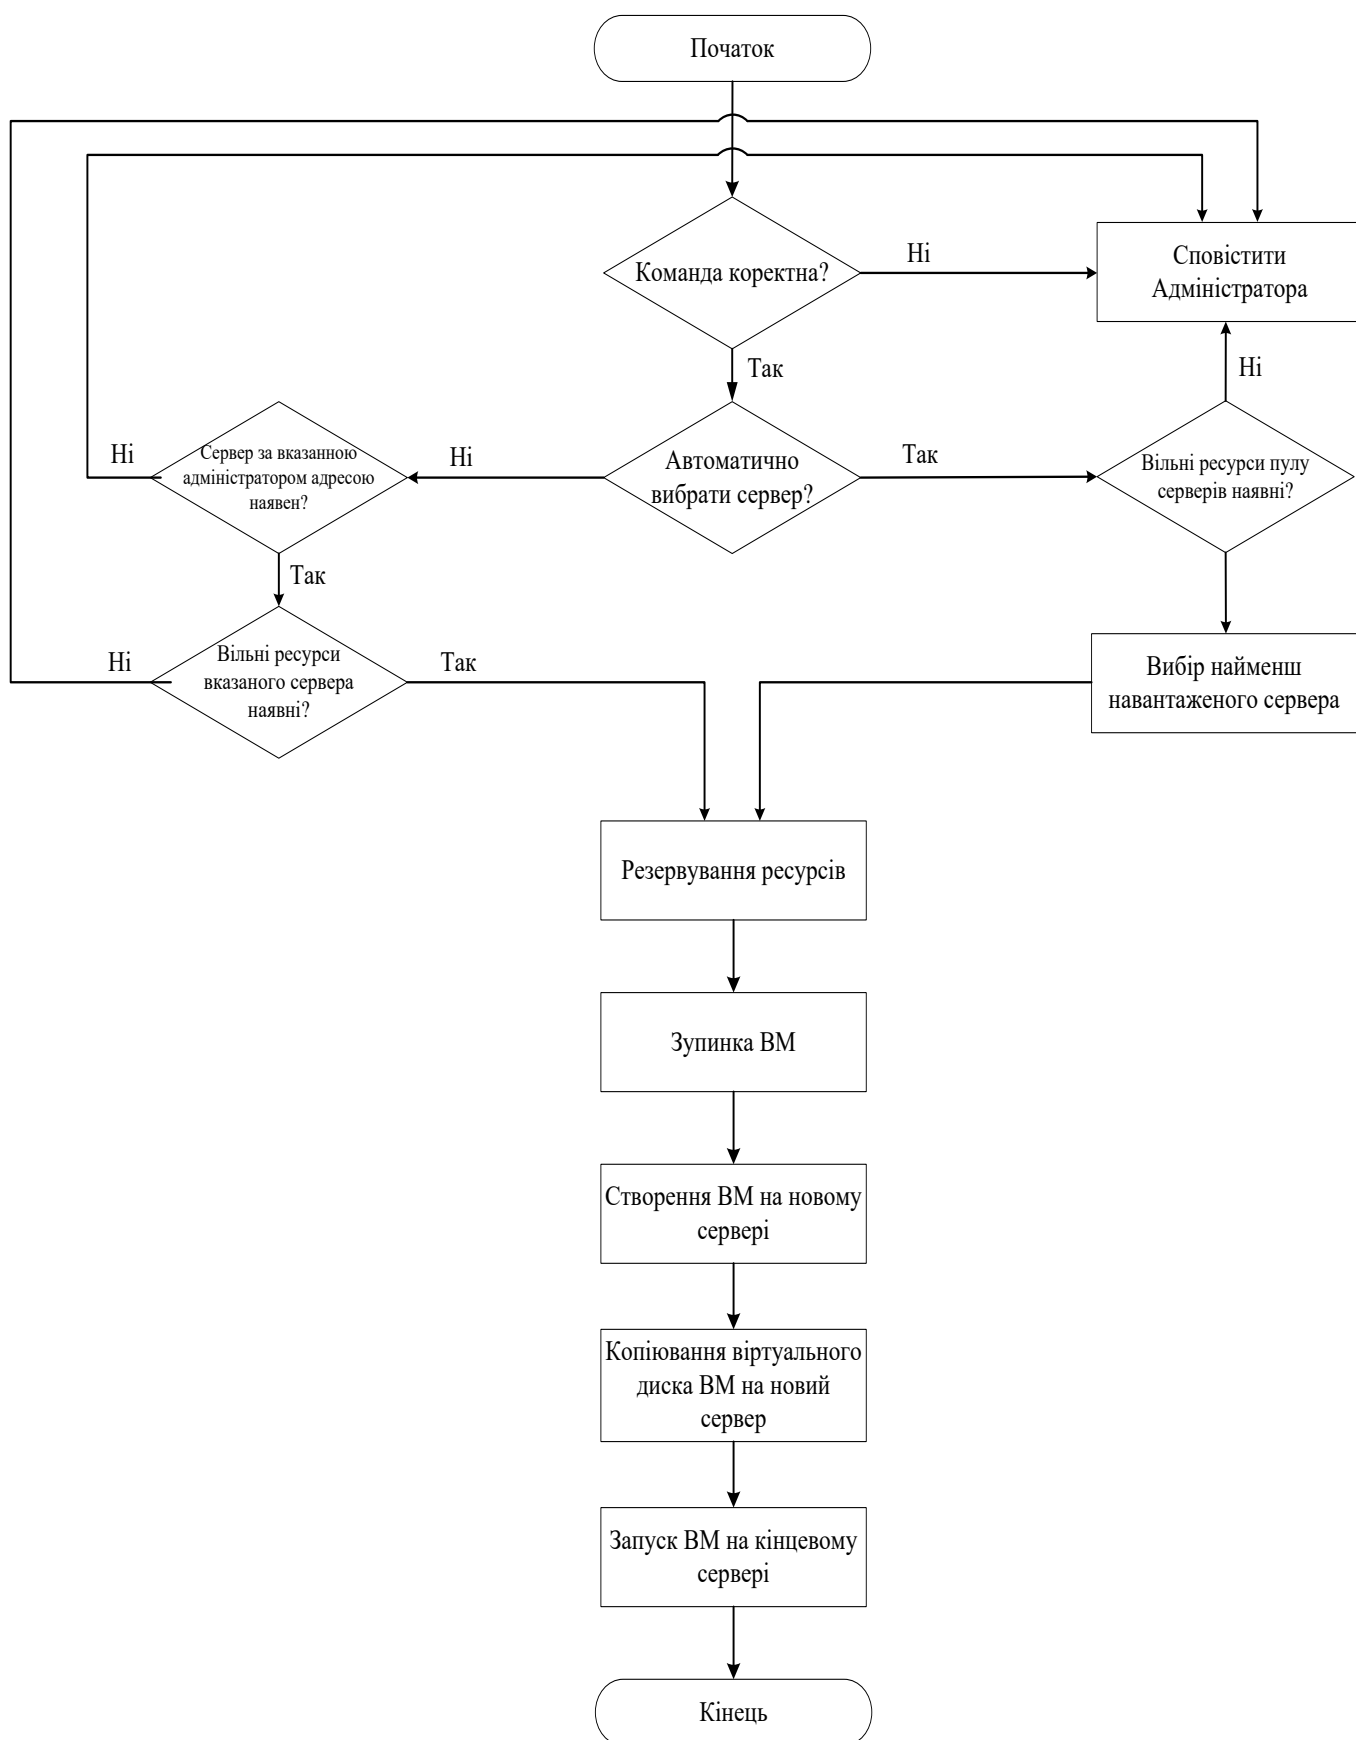 Початок
Команда коректна?
Ні
Сповістити
Адміністратора
Так
Ні
Ні
Сервер за вказанною
адміністратором адресою
наявен?
Ні
Автоматично
вибрати сервер?
Так
Вільні ресурси пулу
серверів наявні?
Так
Ні
Вільні ресурси
вказаного сервера
наявні?
Так
Вибір найменш
навантаженого сервера
Резервування ресурсів
Зупинка ВМ
Створення ВМ на новому
сервері
Копіювання віртуального
диска ВМ на новий
сервер
Запуск ВМ на кінцевому
сервері
Кінець